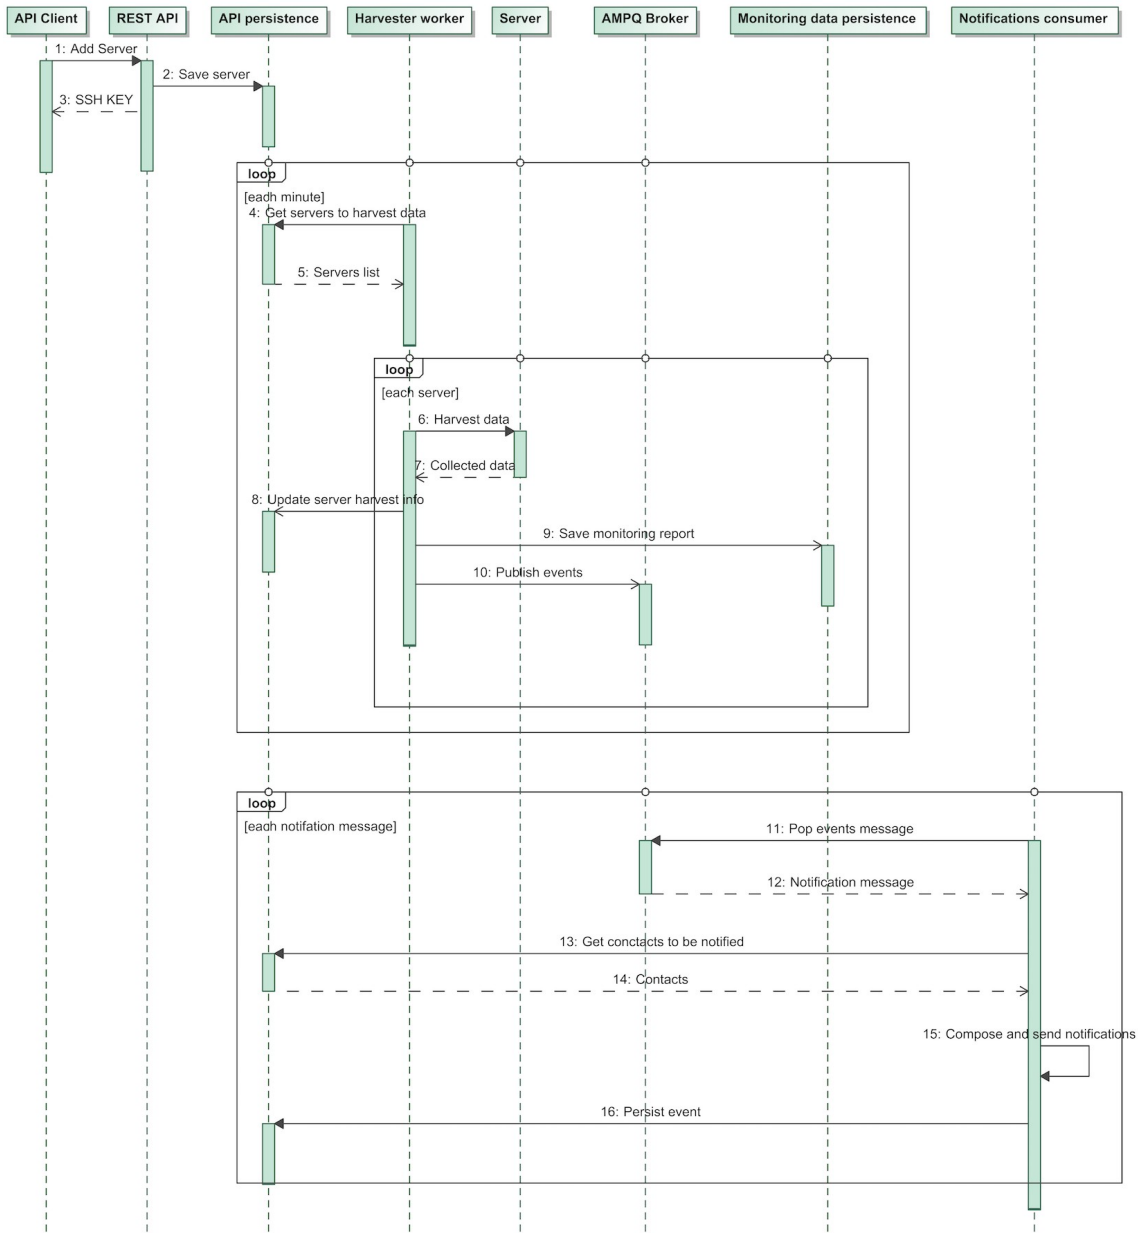 API Client
REST API
API persistence
Harvester worker
Server
AMPQ Broker
Monitoring data persistence
Notifications consumer
1: Add Server
2: Save server
3: SSH KEY
loop
[each minute]
4: Get servers to harvest data
5: Servers list
loop
[each server]
6: Harvest data
7: Collected data
8: Update server harvest info
9: Save monitoring report
10: Publish events
loop
[each notifation message]
11: Pop events message
12: Notification message
13: Get conctacts to be notified
14: Contacts
15: Compose and send notifications
16: Persist event